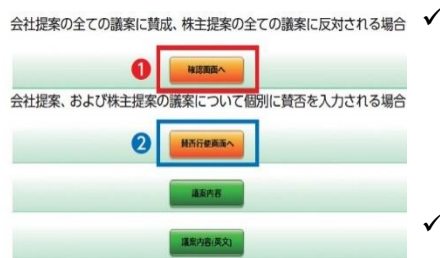 会社提案の全ての議案に賛成、株主提案の全ての議案に反対される場合
1 確認画面へ
会社提案、および株主提案の議案について個別に賛否を入力される場合
2 賛否行使画面へ
議案内容
議案内容(英文)